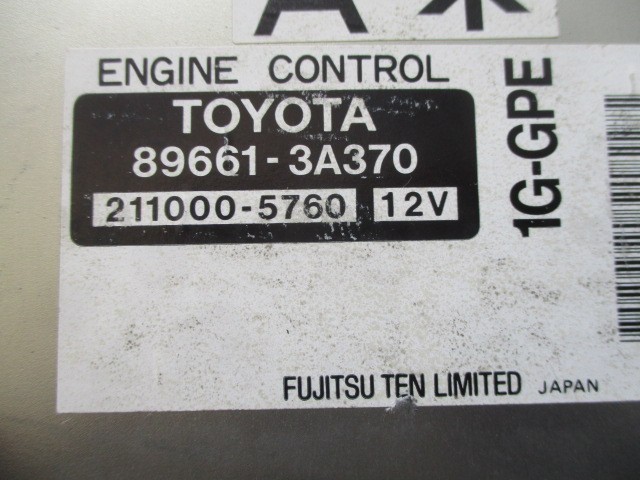 A *
ENGINE CONTROL
TOYOTA
89661-3A370
211000-5760 12V
1G-GPE
FUJITSU TEN LIMITED JAPAN